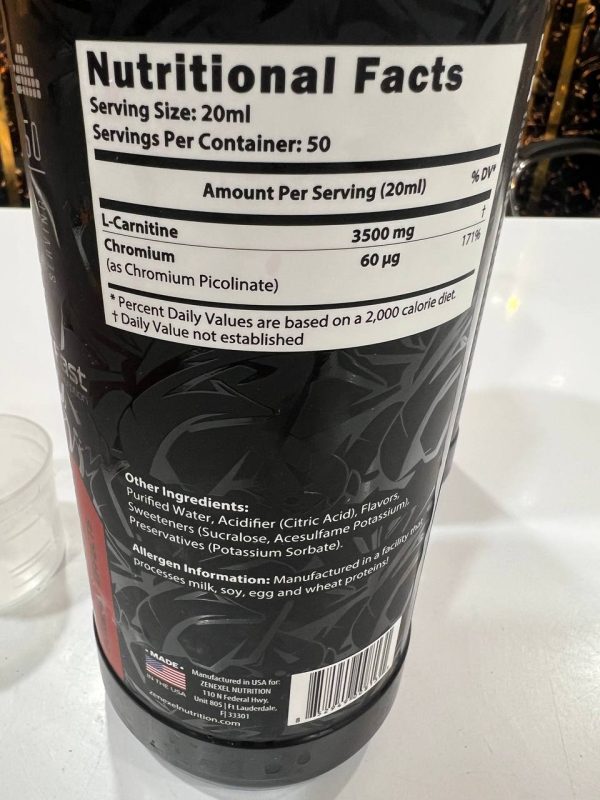 Nutritional Facts
Serving Size: 20ml
Servings Per Container: 50
Amount Per Serving (20ml) % DV*
L-Carnitine 3500 mg †
Chromium 60 µg 171%
(as Chromium Picolinate)
* Percent Daily Values are based on a 2,000 calorie diet.
† Daily Value not established
Other Ingredients:
Purified Water, Acidifier (Citric Acid), Flavors,
Sweeteners (Sucralose, Acesulfame Potassium),
Preservatives (Potassium Sorbate).
Allergen Information: Manufactured in a facility that
processes milk, soy, egg and wheat proteins!
• MADE •
IN THE USA
Manufactured in USA for:
ZENEXEL NUTRITION
110 N Federal Hwy,
Unit 805 | Ft Lauderdale,
Fl 33301
zenexelnutrition.com
50